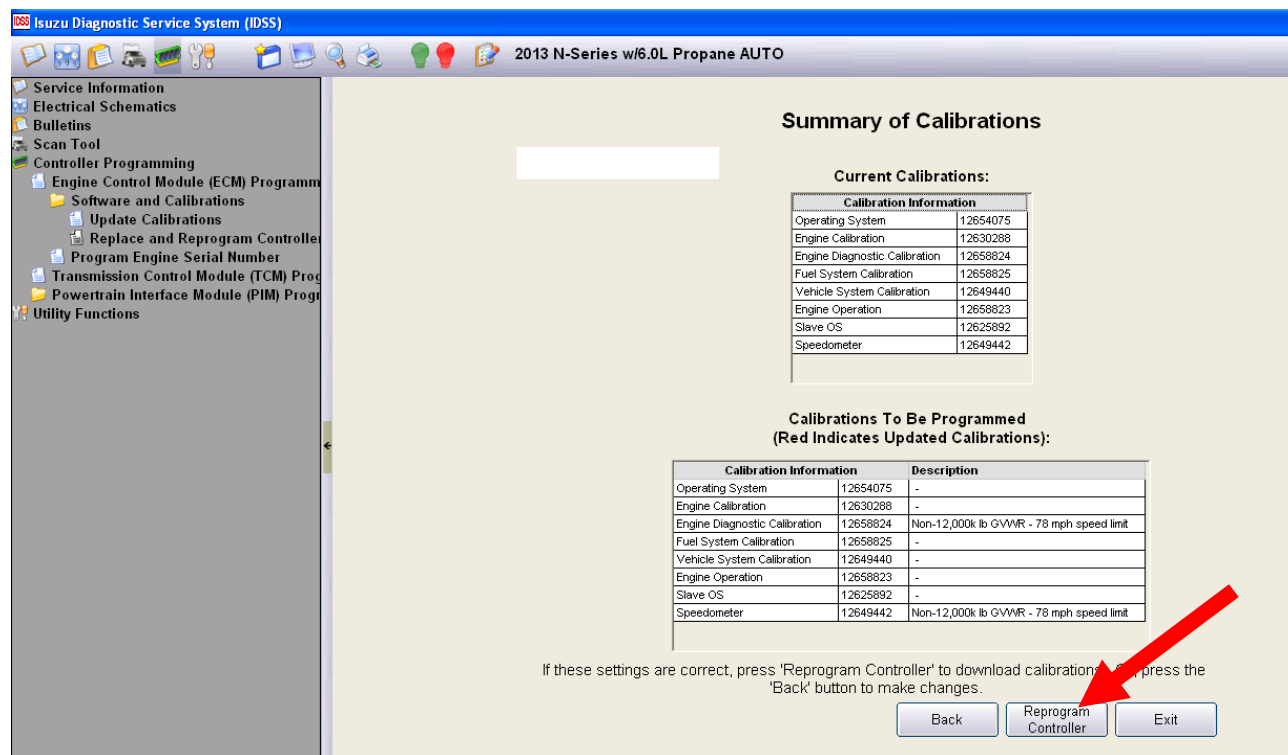 IDSS Isuzu Diagnostic Service System (IDSS)
2013 N-Series w/6.0L Propane AUTO
Service Information
Electrical Schematics
Bulletins
Scan Tool
Controller Programming
Engine Control Module (ECM) Programm
Software and Calibrations
Update Calibrations
Replace and Reprogram Controller
Program Engine Serial Number
Transmission Control Module (TCM) Prog
Powertrain Interface Module (PIM) Progr
Utility Functions
Summary of Calibrations
Current Calibrations:
Calibration Information
Operating System 12654075
Engine Calibration 12630288
Engine Diagnostic Calibration 12658824
Fuel System Calibration 12658825
Vehicle System Calibration 12649440
Engine Operation 12658823
Slave OS 12625892
Speedometer 12649442
Calibrations To Be Programmed
(Red Indicates Updated Calibrations):
Calibration Information Description
Operating System 12654075 -
Engine Calibration 12630288 -
Engine Diagnostic Calibration 12658824 Non-12,000k lb GVWR - 78 mph speed limit
Fuel System Calibration 12658825 -
Vehicle System Calibration 12649440 -
Engine Operation 12658823 -
Slave OS 12625892 -
Speedometer 12649442 Non-12,000k lb GVWR - 78 mph speed limit
If these settings are correct, press 'Reprogram Controller' to download calibration press the
'Back' button to make changes.
Back
Reprogram
Controller
Exit